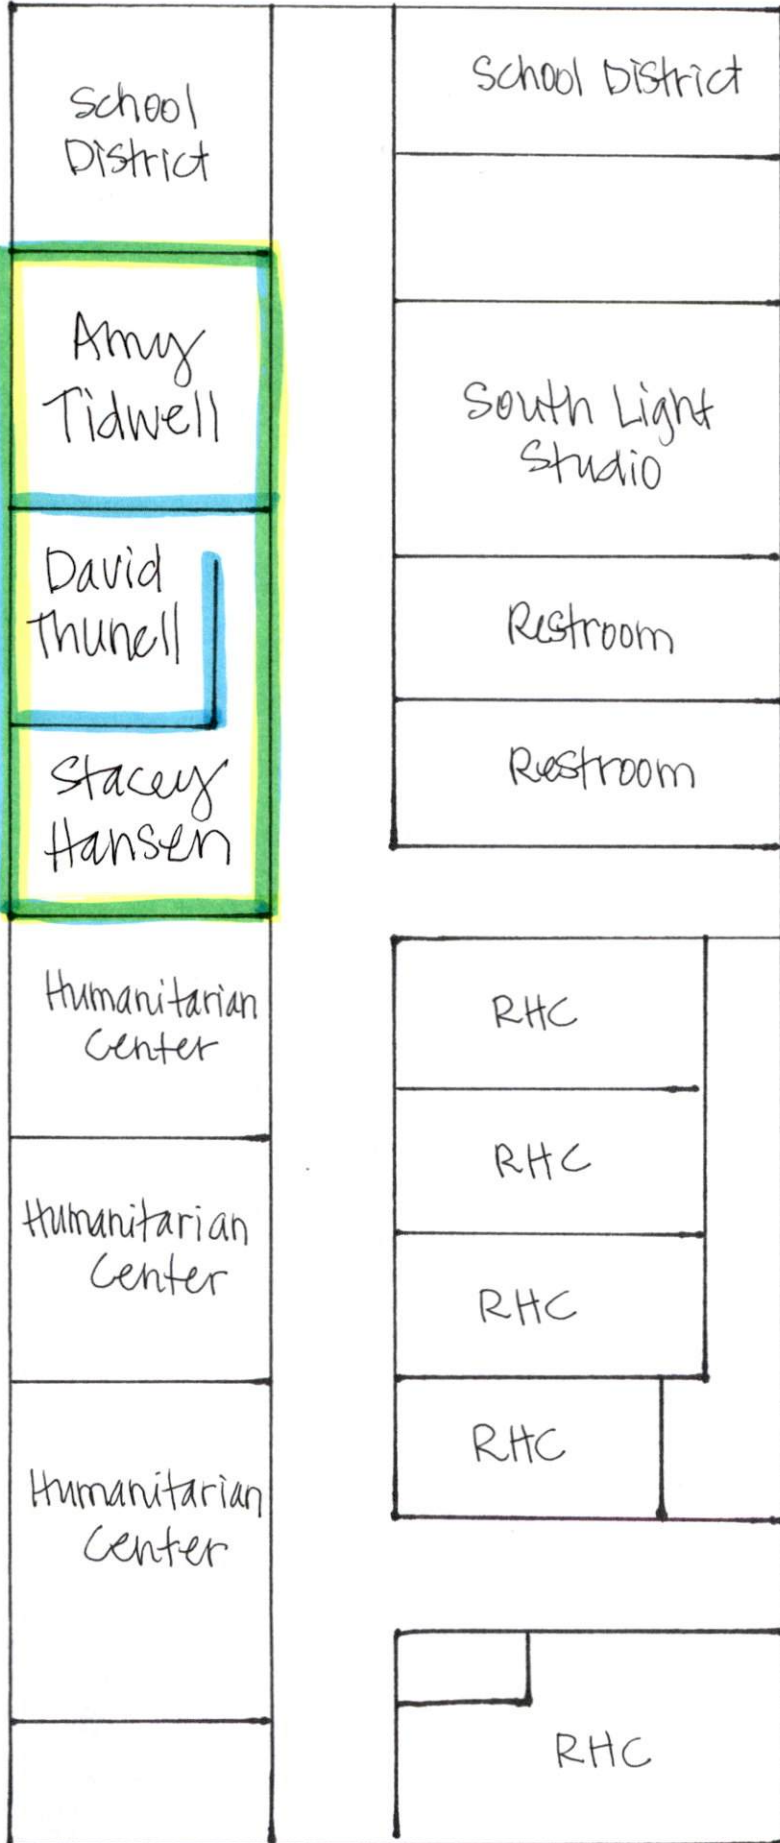 School
District
Amy
Tidwell
David
Thunell
Stacey
Hansen
Humanitarian
Center
Humanitarian
Center
Humanitarian
Center
School District
South Light
Studio
Restroom
Restroom
RHC
RHC
RHC
RHC
RHC